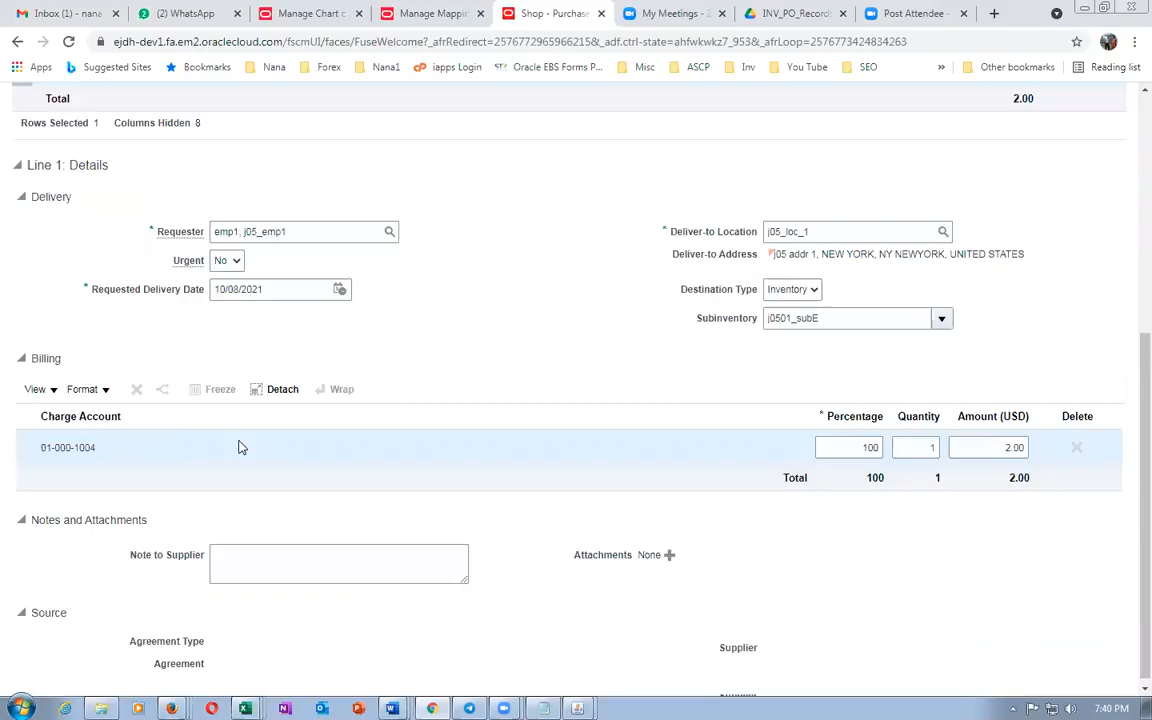 Inbox (1) - nana
(2) WhatsApp
Manage Chart c
Manage Mappin
Shop - Purchase
My Meetings - Z
INV_PO_Record
Post Attendee -
ejdh-dev1.fa.em2.oraclecloud.com/fscmUI/faces/FuseWelcome?_afrRedirect=2576772965966215&_adf.ctrl-state=ahfwkwkz7_953&_afrLoop=2576773424834263
Apps
Suggested Sites
Bookmarks
Nana
Forex
Nana1
iapps Login
Oracle EBS Forms P...
Misc
ASCP
Inv
You Tube
SEO
»
Other bookmarks
Reading list
Total 2.00
Rows Selected 1 Columns Hidden 8
Line 1: Details
Delivery
* Requester emp1, j05_emp1
Urgent No
* Requested Delivery Date 10/08/2021
* Deliver-to Location j05_loc_1
Deliver-to Address j05 addr 1, NEW YORK, NY NEWYORK, UNITED STATES
Destination Type Inventory
Subinventory j0501_subE
Billing
View Format Freeze Detach Wrap
Charge Account * Percentage Quantity Amount (USD) Delete
01-000-1004 100 1 2.00
Total 100 1 2.00
Notes and Attachments
Note to Supplier
Attachments None
Source
Agreement Type
Agreement
Supplier
7:40 PM